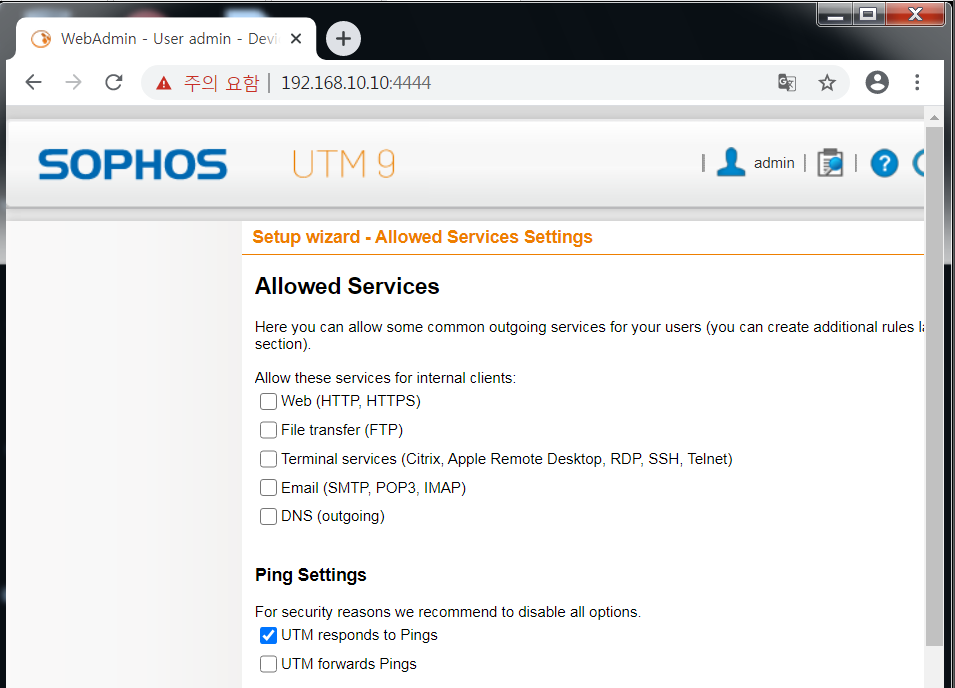 WebAdmin - User admin - Devi
주의 요함 | 192.168.10.10:4444
SOPHOS UTM 9 | admin | |
Setup wizard - Allowed Services Settings
Allowed Services
Here you can allow some common outgoing services for your users (you can create additional rules
section).
Allow these services for internal clients:
Web (HTTP, HTTPS)
File transfer (FTP)
Terminal services (Citrix, Apple Remote Desktop, RDP, SSH, Telnet)
Email (SMTP, POP3, IMAP)
DNS (outgoing)
Ping Settings
For security reasons we recommend to disable all options.
UTM responds to Pings
UTM forwards Pings